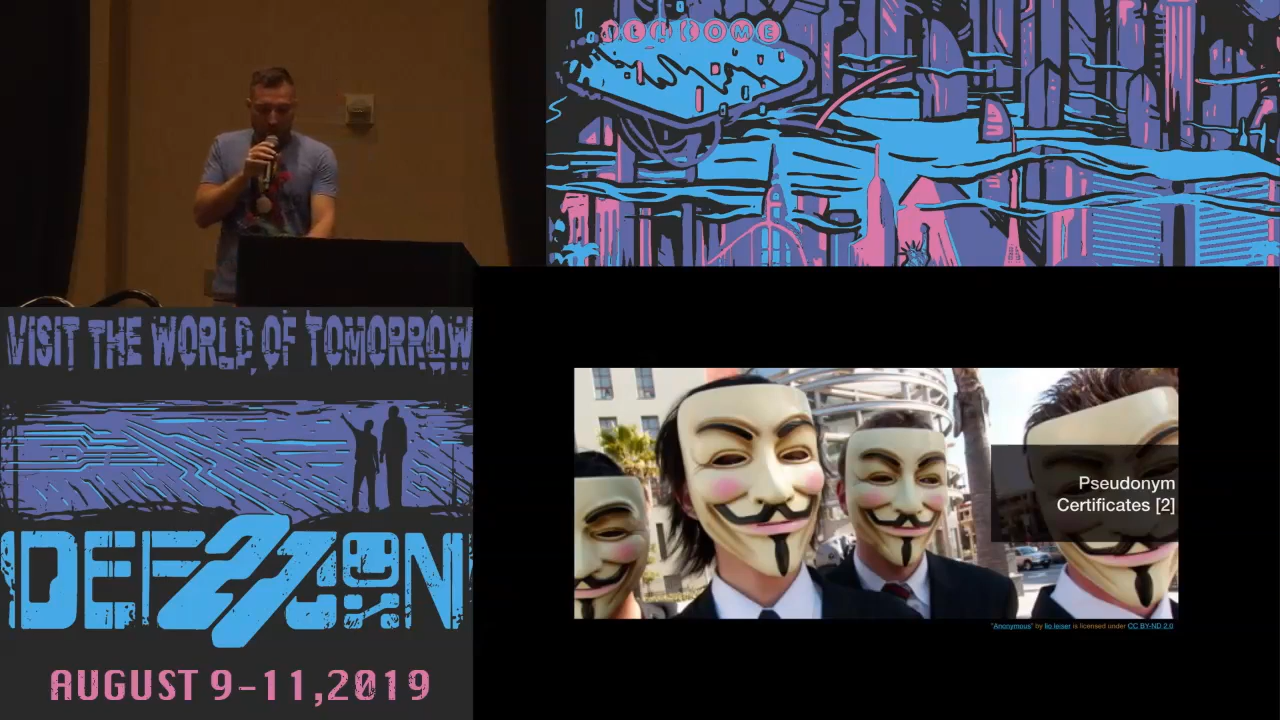 WELCOME
VISIT THE WORLD OF TOMORROW
DEF CON
27
AUGUST 9-11,2019
Pseudonym
Certificates [2]
"Anonymous" by lio leiser is licensed under CC BY-ND 2.0